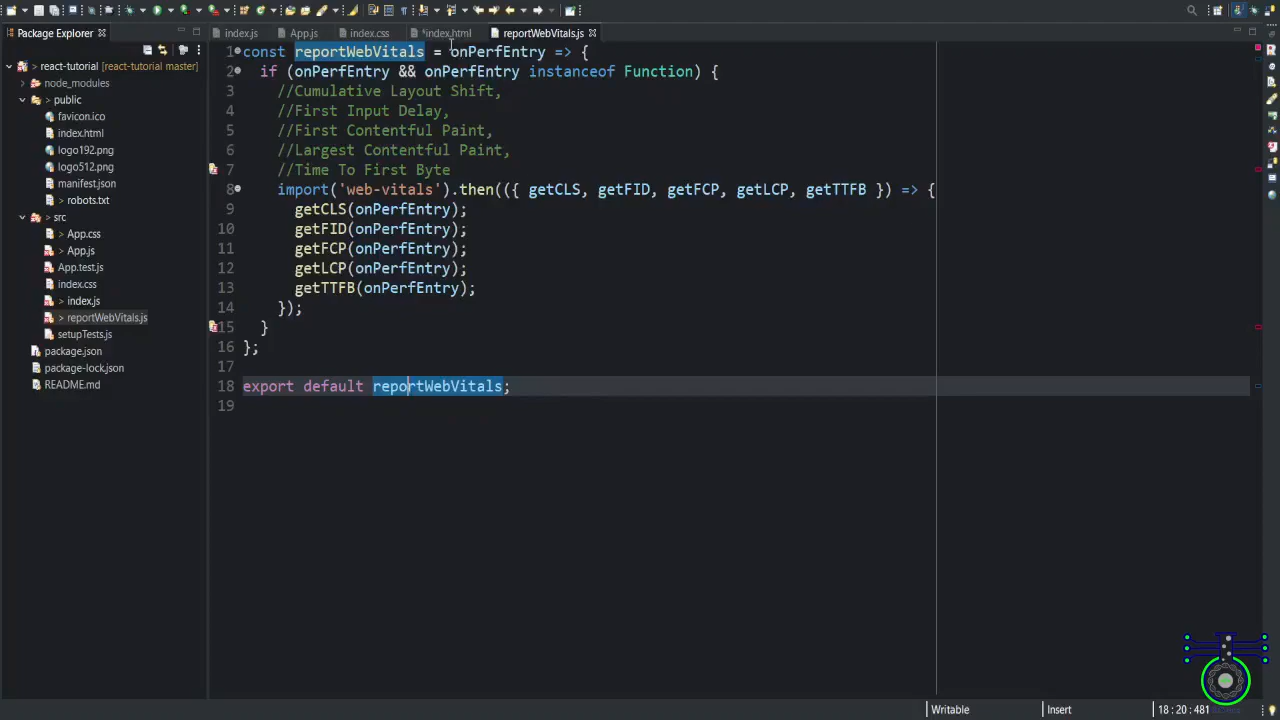 Package Explorer
index.js
App.js
index.css
*index.html
reportWebVitals.js
> react-tutorial [react-tutorial master]
node_modules
> public
favicon.ico
index.html
logo192.png
logo512.png
manifest.json
> robots.txt
> src
App.css
App.js
App.test.js
index.css
> index.js
> reportWebVitals.js
setupTests.js
package.json
package-lock.json
README.md
1 const reportWebVitals = onPerfEntry => {
2 if (onPerfEntry && onPerfEntry instanceof Function) {
3 //Cumulative Layout Shift,
4 //First Input Delay,
5 //First Contentful Paint,
6 //Largest Contentful Paint,
7 //Time To First Byte
8 import('web-vitals').then(({ getCLS, getFID, getFCP, getLCP, getTTFB }) => {
9 getCLS(onPerfEntry);
10 getFID(onPerfEntry);
11 getFCP(onPerfEntry);
12 getLCP(onPerfEntry);
13 getTTFB(onPerfEntry);
14 });
15 }
16 };
17
18 export default reportWebVitals;
19
Writable
Insert
18 : 20 : 481